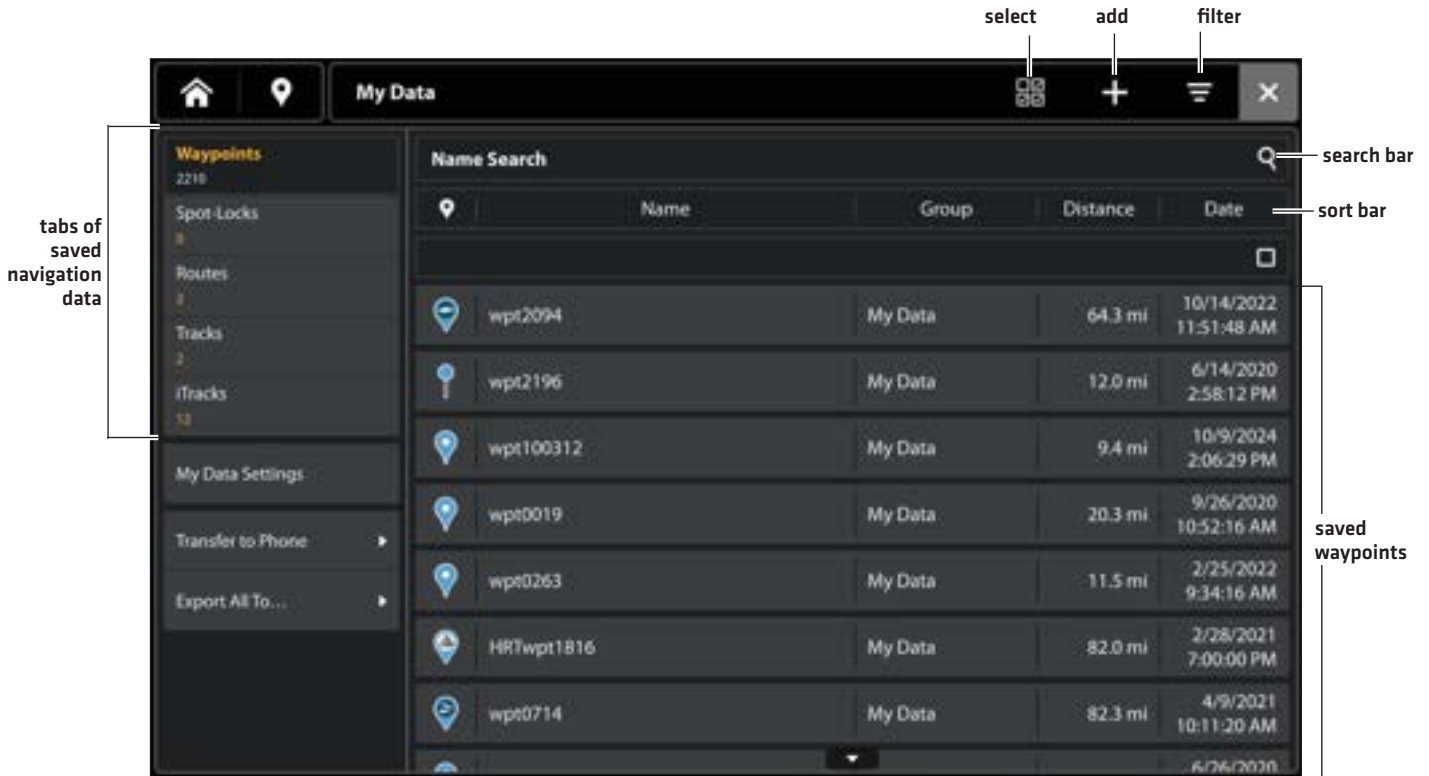 select add filter
My Data
Waypoints
2210
Spot-Locks
0
Routes
2
Tracks
2
iTracks
12
My Data Settings
Transfer to Phone
Export All To...
tabs of
saved
navigation
data
Name Search
search bar
Name Group Distance Date
sort bar
wpt2094 My Data 64.3 mi 10/14/2022 11:51:48 AM
wpt2196 My Data 12.0 mi 6/14/2020 2:58:12 PM
wpt100312 My Data 9.4 mi 10/9/2024 2:06:29 PM
wpt0019 My Data 20.3 mi 9/26/2020 10:52:16 AM
wpt0263 My Data 11.5 mi 2/25/2022 9:34:16 AM
HRTwpt1816 My Data 82.0 mi 2/28/2021 7:00:00 PM
wpt0714 My Data 82.3 mi 4/9/2021 10:11:20 AM
6/26/2020
saved
waypoints